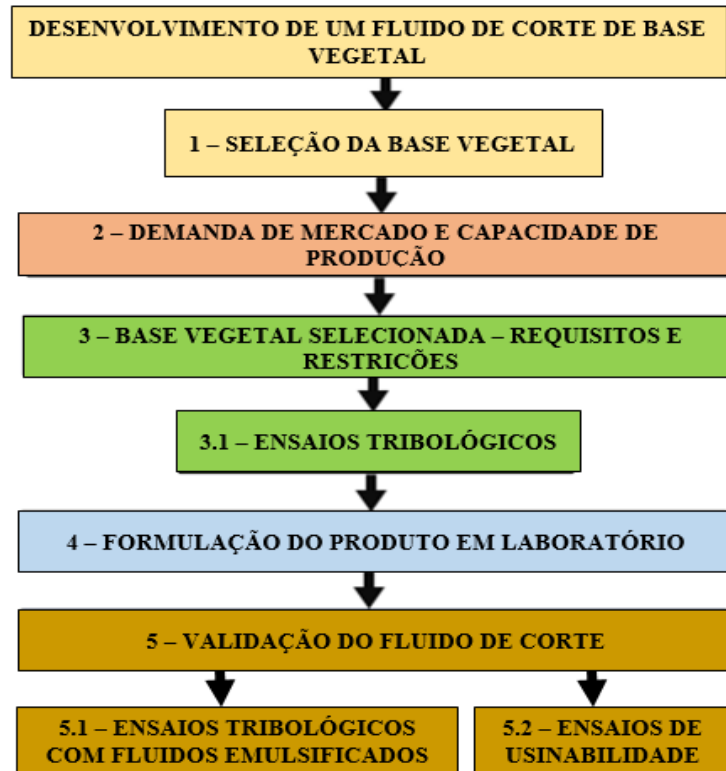 DESENVOLVIMENTO DE UM FLUIDO DE CORTE DE BASE
VEGETAL
1 – SELEÇÃO DA BASE VEGETAL
2 – DEMANDA DE MERCADO E CAPACIDADE DE
PRODUÇÃO
3 – BASE VEGETAL SELECIONADA – REQUISITOS E
RESTRICÕES
3.1 – ENSAIOS TRIBOLÓGICOS
4 – FORMULAÇÃO DO PRODUTO EM LABORATÓRIO
5 – VALIDAÇÃO DO FLUIDO DE CORTE
5.1 – ENSAIOS TRIBOLÓGICOS
COM FLUIDOS EMULSIFICADOS
5.2 – ENSAIOS DE
USINABILIDADE